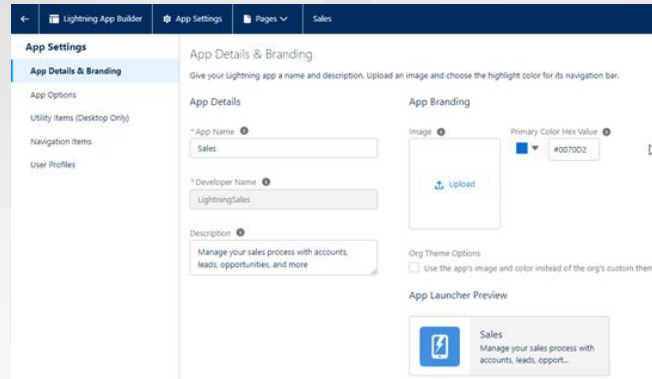 Lightning App Builder
App Settings
Pages
Sales
App Settings
App Details & Branding
App Options
Utility Items (Desktop Only)
Navigation Items
User Profiles
App Details & Branding
Give your Lightning app a name and description. Upload an image and choose the highlight color for its navigation bar.
App Details
* App Name
Sales
* Developer Name
LightningSales
Description
Manage your sales process with accounts,
leads, opportunities, and more
App Branding
Image
Upload
Primary Color Hex Value
#0070D2
Org Theme Options
Use the app's image and color instead of the org's custom them
App Launcher Preview
Sales
Manage your sales process with
accounts, leads, opport...